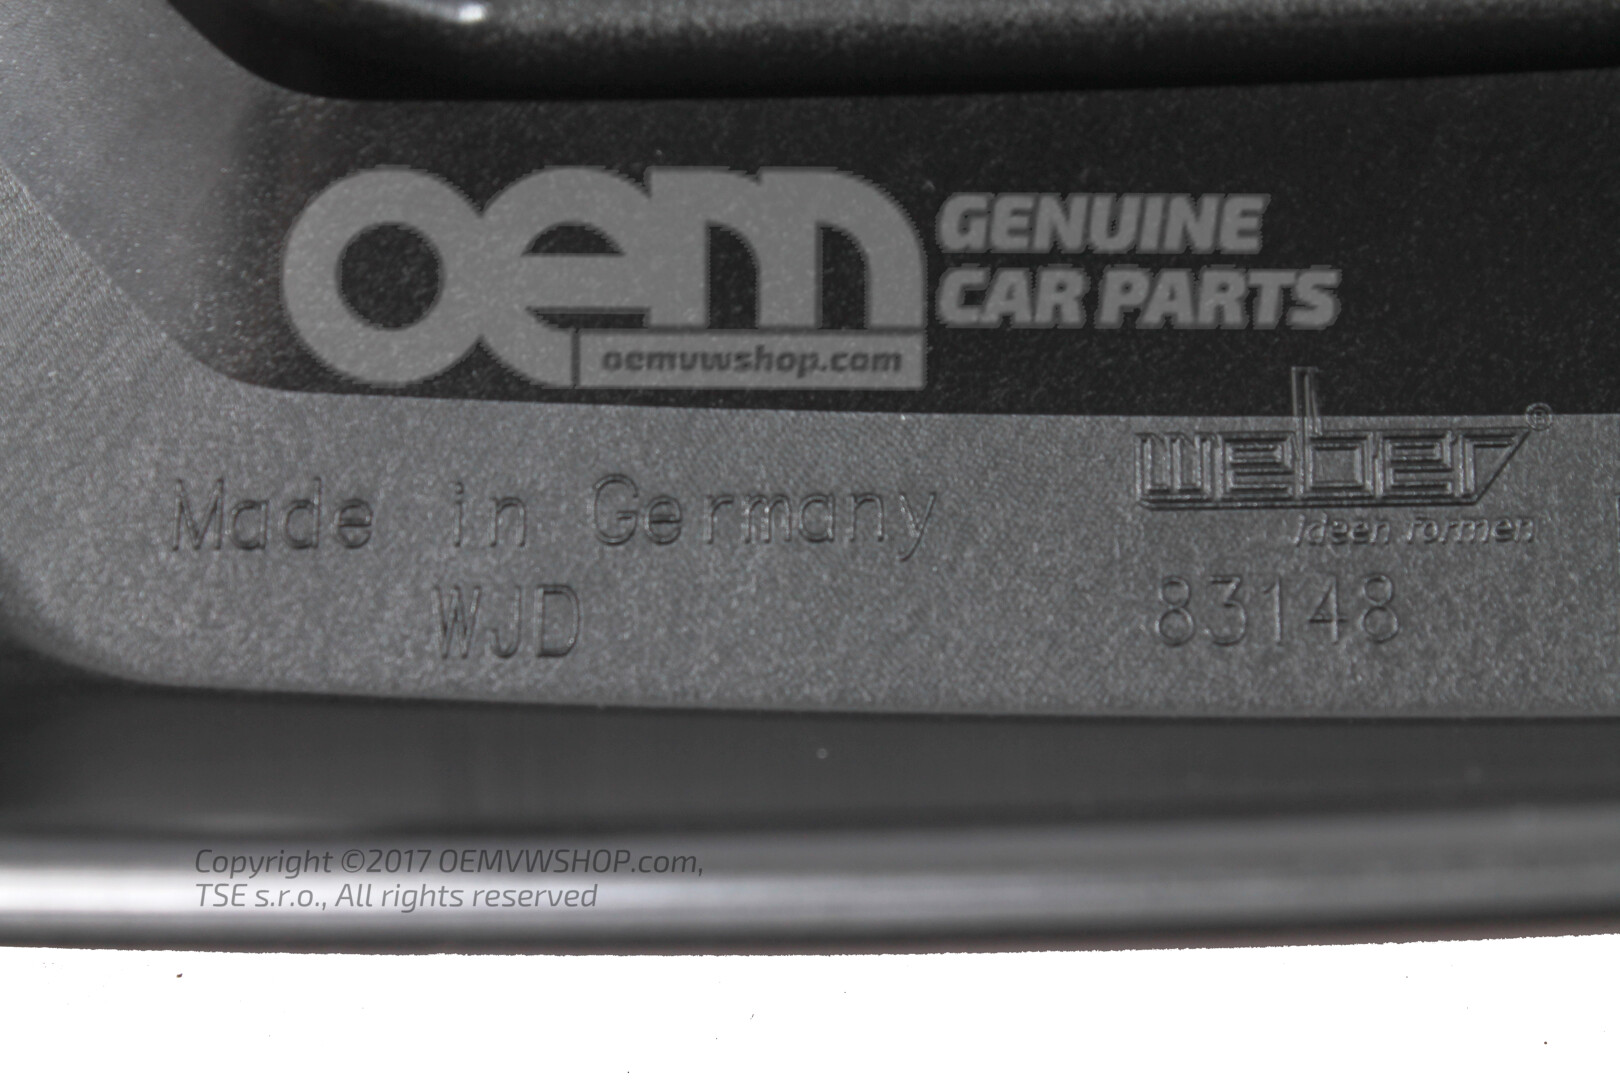 oem GENUINE
CAR PARTS
oemvwshop.com
weber®
ideen formen
Made in Germany
WJD
83148
Copyright ©2017 OEMVWSHOP.com,
TSE s.r.o., All rights reserved